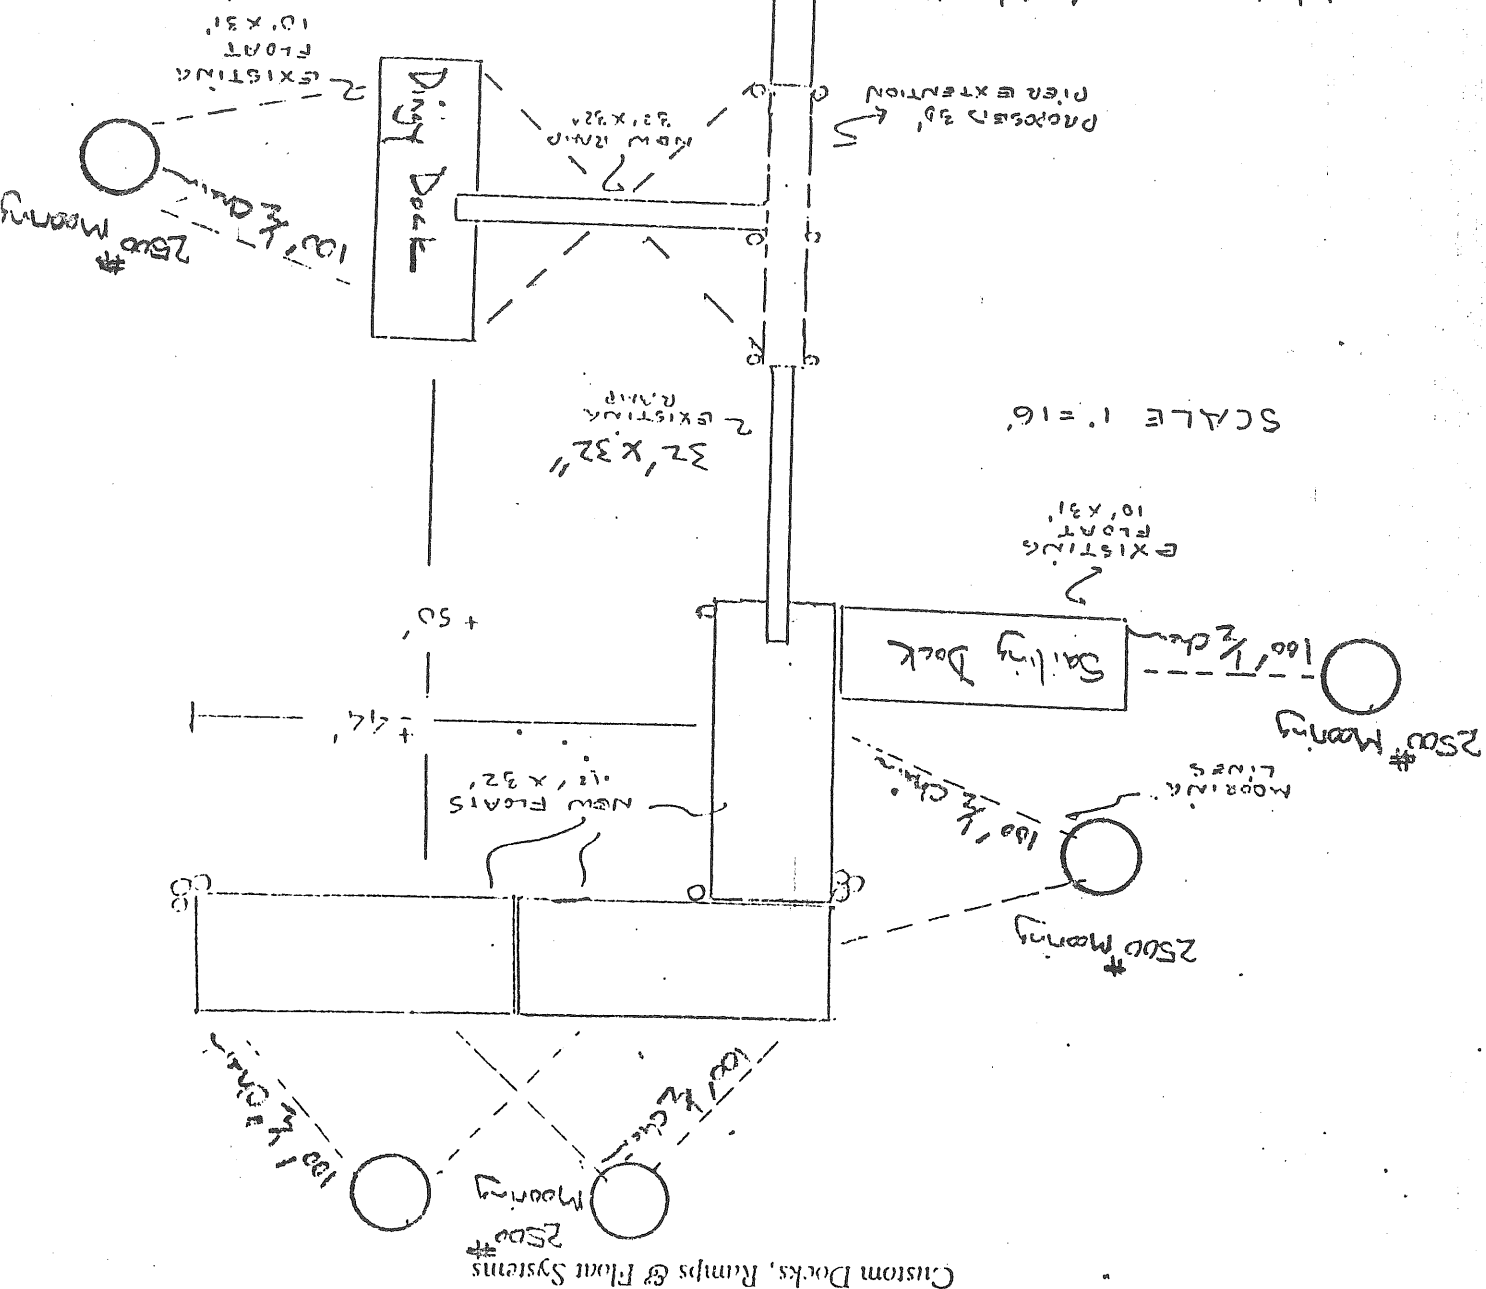 Custom Docks, Ramps & Float Systems
2500#
Mooring
100' 1/2 Chain
100' 1/2 Chain
2500# Mooring
100' 1/2 Chain
MOORING
LINES
NEW FLOATS
12' X 32'
± 44'
2500# Mooring
100' 1/2 Chain
Sailing Dock
± 50'
EXISTING
FLOAT
10' X 31'
32' X 32"
EXISTING
RAMP
SCALE 1"=16'
2500#
Mooring
100' 1/2 Chain
Dingy Dock
NEW RAMP
32' X 32"
PROPOSED 30'
PIER EXTENTION
EXISTING
FLOAT
10' X 31'